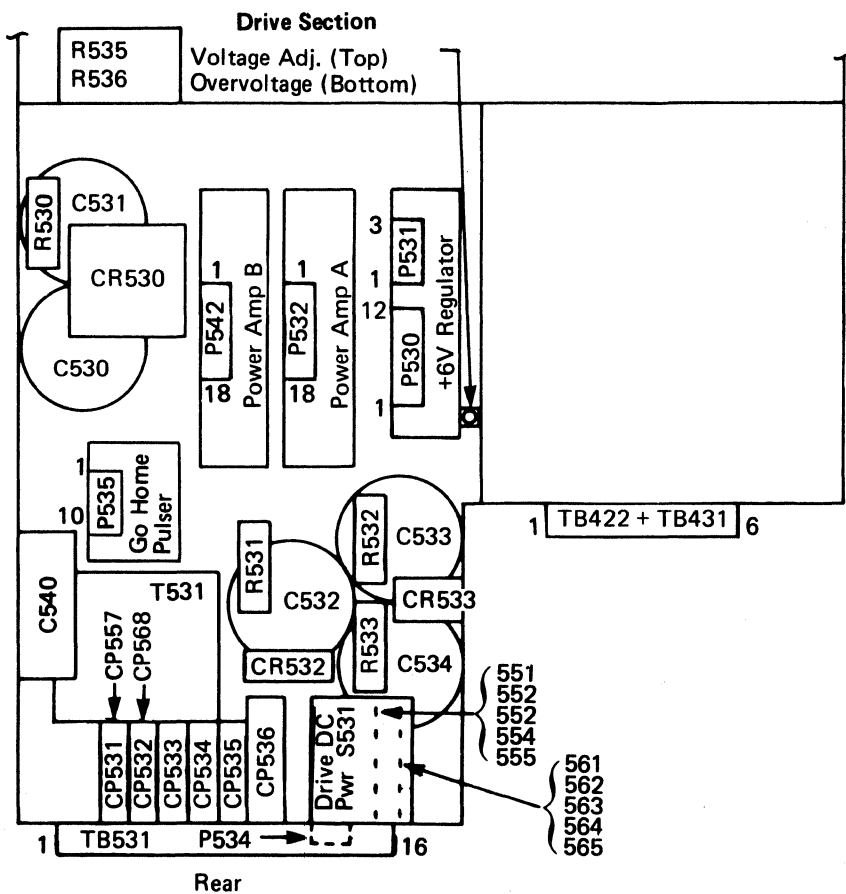 Drive Section
R535
R536
Voltage Adj. (Top)
Overvoltage (Bottom)
R530
C531
CR530
C530
1
P542
18
Power Amp B
1
P532
18
Power Amp A
3
P531
1
12
P530
1
+6V Regulator
1
P535
10
Go Home
Pulser
C540
T531
CP557
CP568
R531
C532
CR532
R532
C533
CR533
R533
C534
1
TB422 + TB431
6
CP531
CP532
CP533
CP534
CP535
CP536
Drive DC
Pwr S531
551
552
552
554
555
561
562
563
564
565
1
TB531
P534
16
Rear